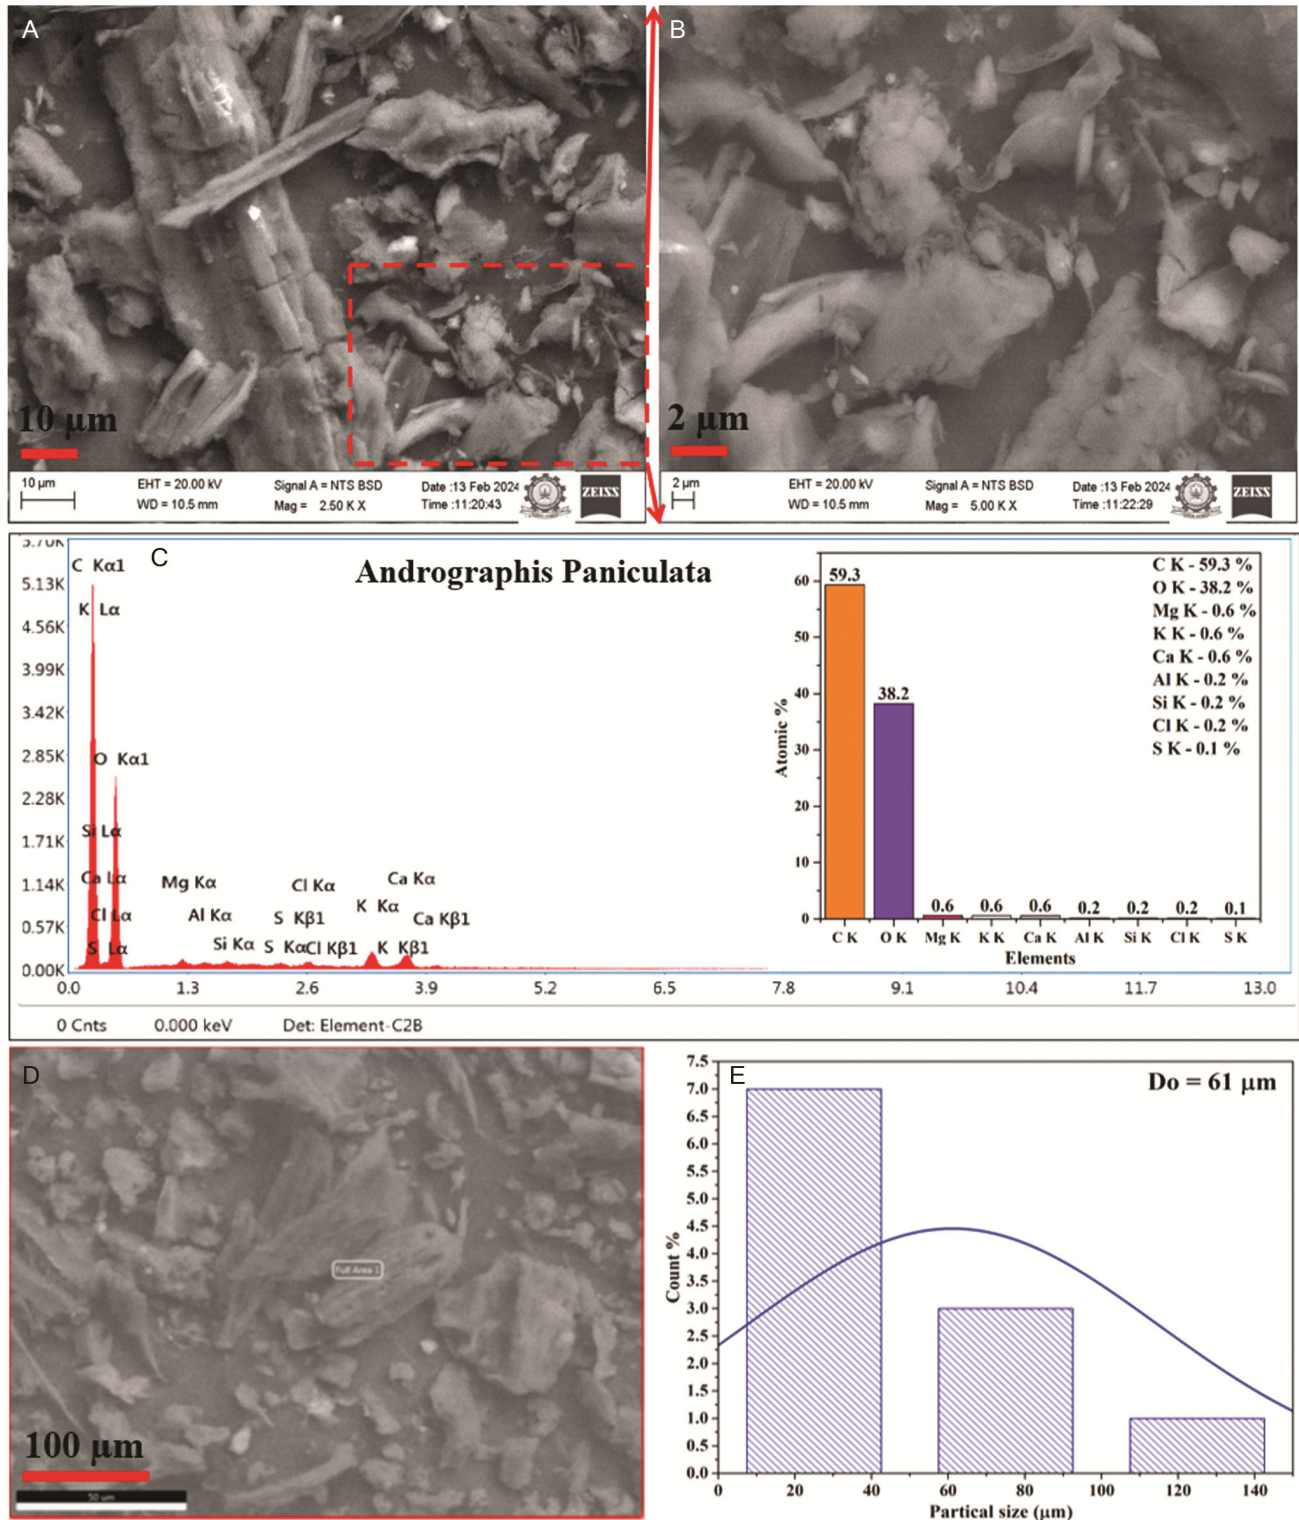 A
10 µm
10 µm
EHT = 20.00 kV
WD = 10.5 mm
Signal A = NTS BSD
Mag = 2.50 K X
Date :13 Feb 2024
Time :11:20:43
ZEISS
B
2 µm
2 µm
EHT = 20.00 kV
WD = 10.5 mm
Signal A = NTS BSD
Mag = 5.00 K X
Date :13 Feb 2024
Time :11:22:29
ZEISS
C
Andrographis Paniculata
5.70K
5.13K
4.56K
3.99K
3.42K
2.85K
2.28K
1.71K
1.14K
0.57K
0.00K
C Kα1
K Lα
O Kα1
Si Lα
Ca Lα
Cl Lα
S Lα
Mg Kα
Al Kα
Si Kα
S Kβ1
S Kα
Cl Kα
Cl Kβ1
K Kα
K Kβ1
Ca Kα
Ca Kβ1
0.0 1.3 2.6 3.9 5.2 6.5 7.8 9.1 10.4 11.7 13.0
0 Cnts 0.000 keV Det: Element-C2B
Atomic %
60
50
40
30
20
10
0
59.3
38.2
0.6 0.6 0.6 0.2 0.2 0.2 0.1
C K O K Mg K K K Ca K Al K Si K Cl K S K
Elements
C K - 59.3 %
O K - 38.2 %
Mg K - 0.6 %
K K - 0.6 %
Ca K - 0.6 %
Al K - 0.2 %
Si K - 0.2 %
Cl K - 0.2 %
S K - 0.1 %
D
Full Area 1
100 µm
50 µm
E
Do = 61 µm
Count %
7.5
7.0
6.5
6.0
5.5
5.0
4.5
4.0
3.5
3.0
2.5
2.0
1.5
1.0
0.5
0.0
0 20 40 60 80 100 120 140
Partical size (µm)